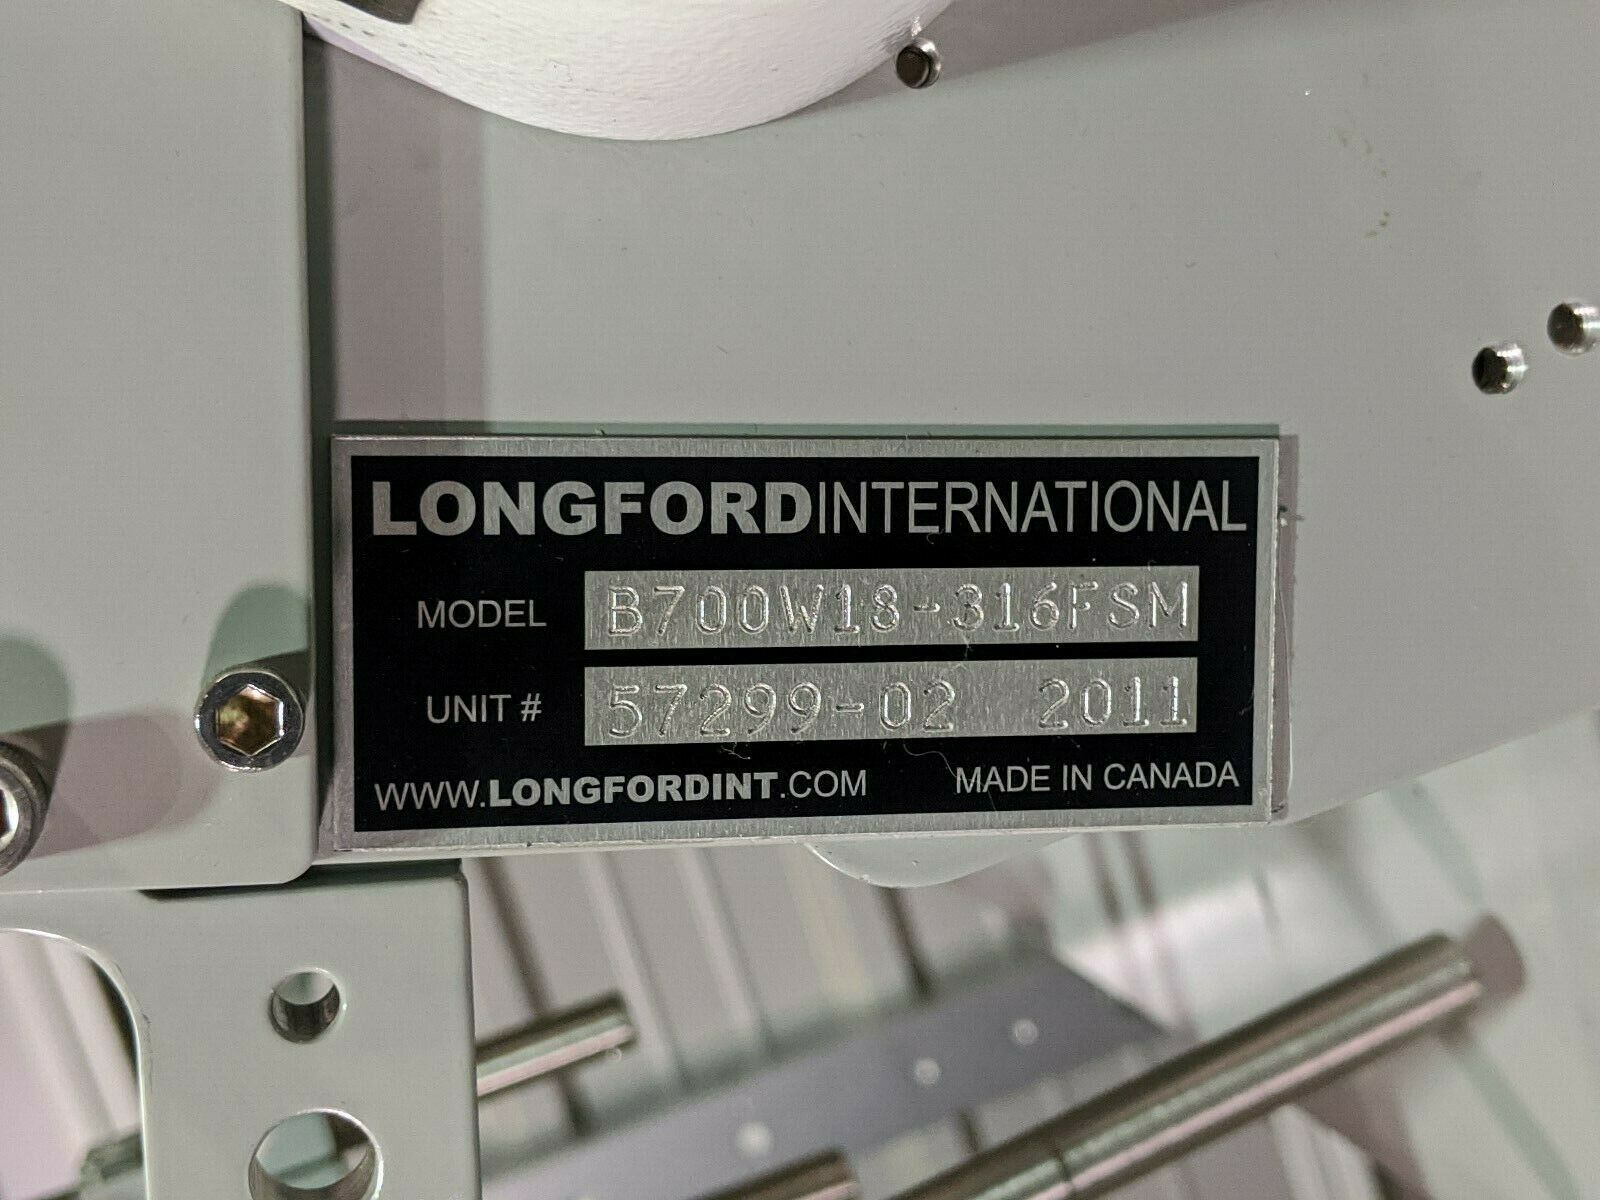 LONGFORDINTERNATIONAL
MODEL B700W18-316FSM
UNIT # 57299-02 2011
WWW.LONGFORDINT.COM MADE IN CANADA